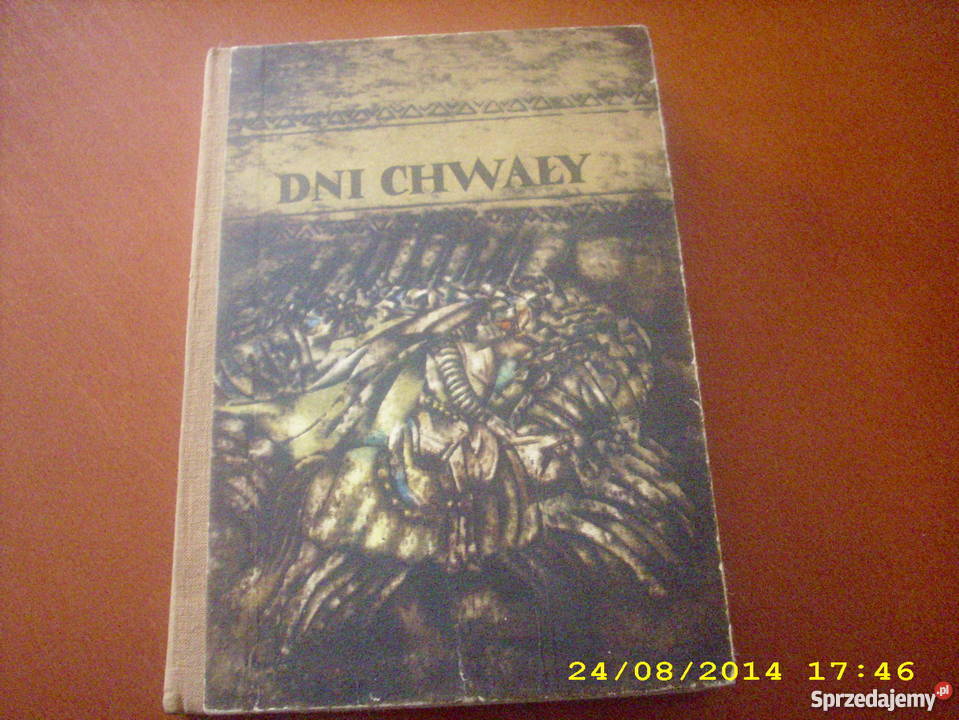 DNI CHWAŁY
24/08/2014 17:46
Sprzedajemy.pl